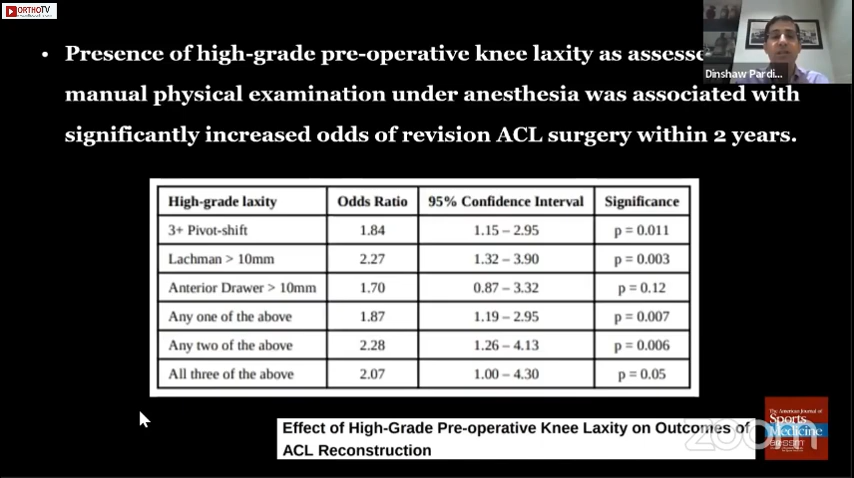 ORTHOTV
Dinshaw Pardi...
• Presence of high-grade pre-operative knee laxity as assesse
manual physical examination under anesthesia was associated with
significantly increased odds of revision ACL surgery within 2 years.
High-grade laxity Odds Ratio 95% Confidence Interval Significance
3+ Pivot-shift 1.84 1.15 – 2.95 p = 0.011
Lachman > 10mm 2.27 1.32 – 3.90 p = 0.003
Anterior Drawer > 10mm 1.70 0.87 – 3.32 p = 0.12
Any one of the above 1.87 1.19 – 2.95 p = 0.007
Any two of the above 2.28 1.26 – 4.13 p = 0.006
All three of the above 2.07 1.00 – 4.30 p = 0.05
Effect of High-Grade Pre-operative Knee Laxity on Outcomes of
ACL Reconstruction
The American Journal of
Sports
Medicine
zoom